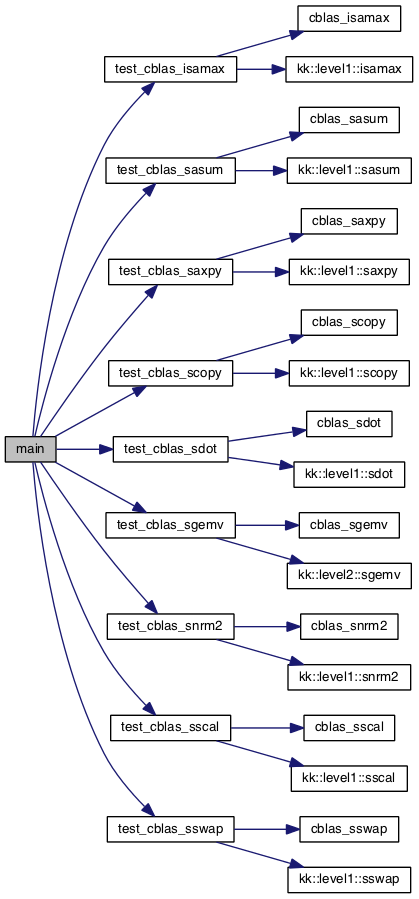 cblas_isamax
test_cblas_isamax
kk::level1::isamax
cblas_sasum
test_cblas_sasum
kk::level1::sasum
cblas_saxpy
test_cblas_saxpy
kk::level1::saxpy
cblas_scopy
test_cblas_scopy
kk::level1::scopy
cblas_sdot
main
test_cblas_sdot
kk::level1::sdot
test_cblas_sgemv
cblas_sgemv
kk::level2::sgemv
test_cblas_snrm2
cblas_snrm2
kk::level1::snrm2
test_cblas_sscal
cblas_sscal
kk::level1::sscal
test_cblas_sswap
cblas_sswap
kk::level1::sswap